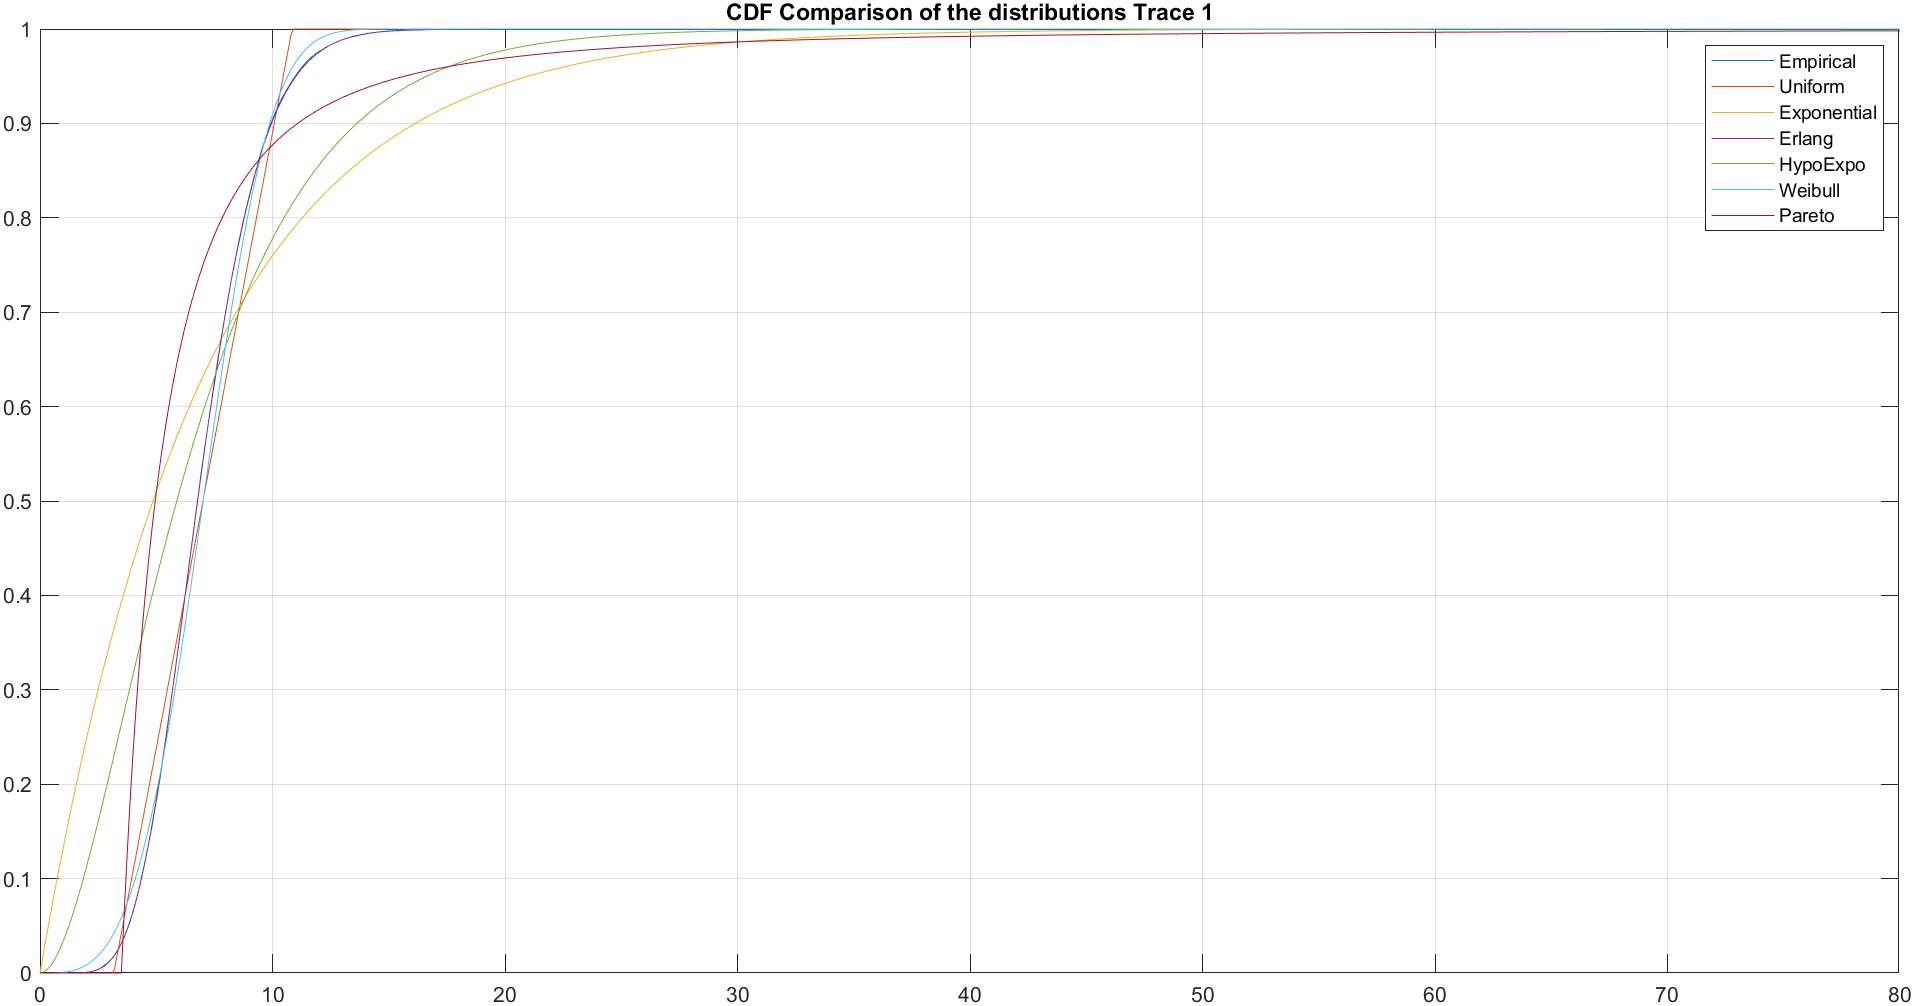 CDF Comparison of the distributions Trace 1
1
0.9
0.8
0.7
0.6
0.5
0.4
0.3
0.2
0.1
0
0 10 20 30 40 50 60 70 80
Empirical
Uniform
Exponential
Erlang
HypoExpo
Weibull
Pareto